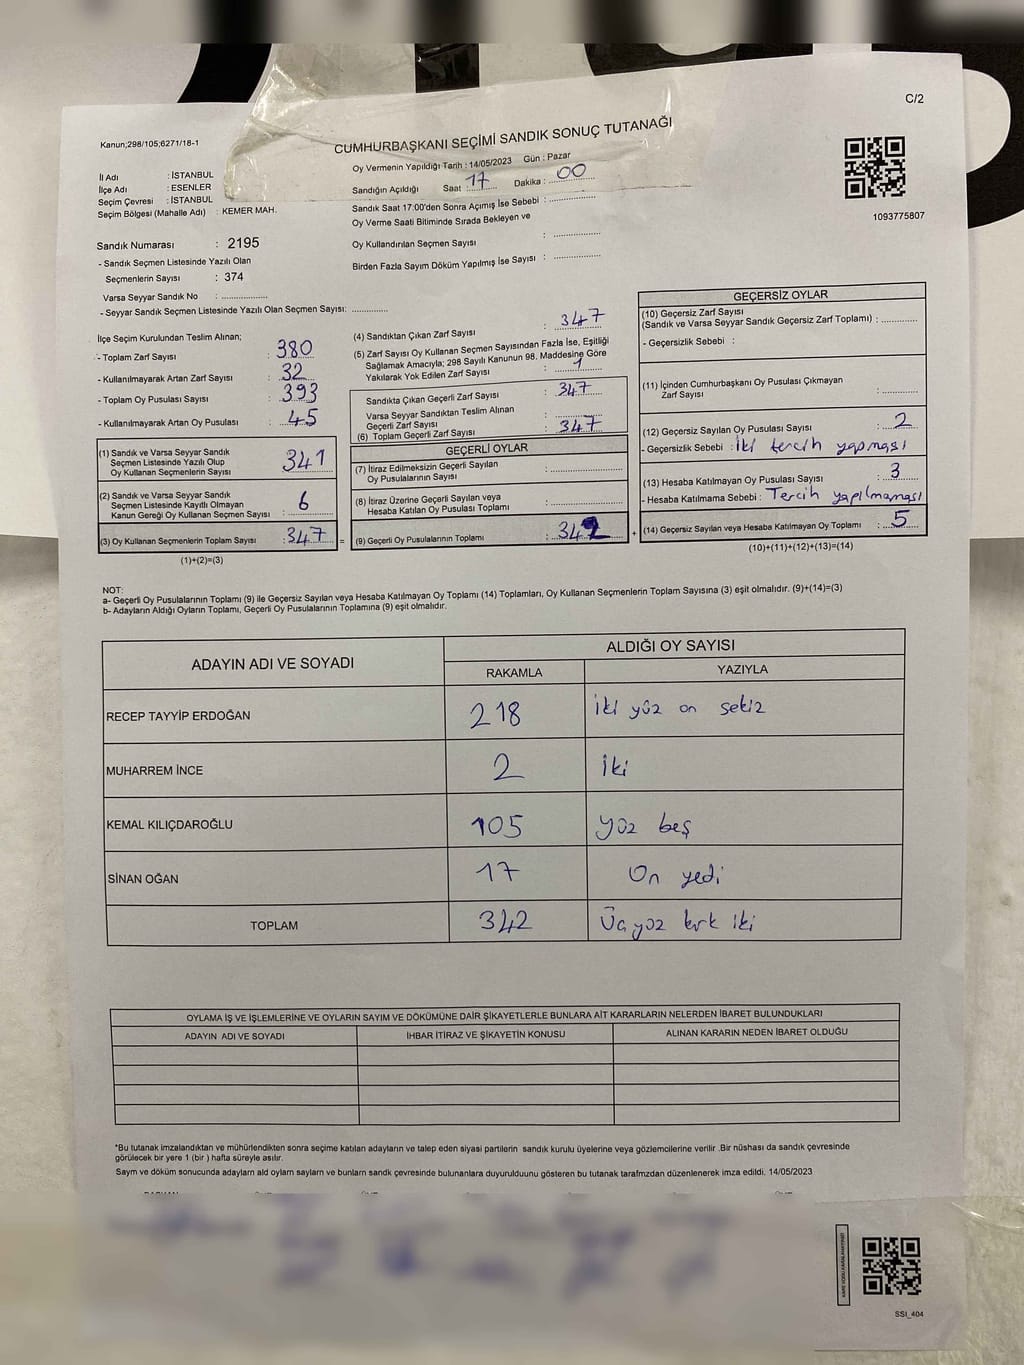 C/2
Kanun;298/105;6271/18-1
CUMHURBAŞKANI SEÇİMİ SANDIK SONUÇ TUTANAĞI
Oy Vermenin Yapıldığı Tarih : 14/05/2023 Gün : Pazar
Sandığın Açıldığı Saat : 17 Dakika : 00
Sandık Saat 17:00'den Sonra Açımış İse Sebebi :
Oy Verme Saati Bitiminde Sırada Bekleyen ve
Oy Kullandırılan Seçmen Sayısı :
Birden Fazla Sayım Döküm Yapılmış İse Sayısı :
1093775807
İl Adı : İSTANBUL
İlçe Adı : ESENLER
Seçim Çevresi : İSTANBUL
Seçim Bölgesi (Mahalle Adı) : KEMER MAH.
Sandık Numarası : 2195
- Sandık Seçmen Listesinde Yazılı Olan
Seçmenlerin Sayısı : 374
Varsa Seyyar Sandık No :
- Seyyar Sandık Seçmen Listesinde Yazılı Olan Seçmen Sayısı:
İlçe Seçim Kurulundan Teslim Alınan;
- Toplam Zarf Sayısı : 380
- Kullanılmayarak Artan Zarf Sayısı : 32
- Toplam Oy Pusulası Sayısı : 393
- Kullanılmayarak Artan Oy Pusulası : 45
(1) Sandık ve Varsa Seyyar Sandık
Seçmen Listesinde Yazılı Olup
Oy Kullanan Seçmenlerin Sayısı : 341
(2) Sandık ve Varsa Seyyar Sandık
Seçmen Listesinde Kayıtlı Olmayan
Kanun Gereği Oy Kullanan Seçmen Sayısı : 6
(3) Oy Kullanan Seçmenlerin Toplam Sayısı : 347 =
(1)+(2)=(3)
(4) Sandıktan Çıkan Zarf Sayısı : 347
(5) Zarf Sayısı Oy Kullanan Seçmen Sayısından Fazla İse, Eşitliği
Sağlamak Amacıyla; 298 Sayılı Kanunun 98. Maddesine Göre
Yakılarak Yok Edilen Zarf Sayısı : 1
Sandıkta Çıkan Geçerli Zarf Sayısı : 347
Varsa Seyyar Sandıktan Teslim Alınan
Geçerli Zarf Sayısı :
(6) Toplam Geçerli Zarf Sayısı : 347
GEÇERLİ OYLAR
(7) İtiraz Edilmeksizin Geçerli Sayılan
Oy Pusulalarının Sayısı :
(8) İtiraz Üzerine Geçerli Sayılan veya
Hesaba Katılan Oy Pusulası Toplamı :
(9) Geçerli Oy Pusulalarının Toplamı : 342 +
GEÇERSİZ OYLAR
(10) Geçersiz Zarf Sayısı
(Sandık ve Varsa Seyyar Sandık Geçersiz Zarf Toplamı) :
- Geçersizlik Sebebi :
(11) İçinden Cumhurbaşkanı Oy Pusulası Çıkmayan
Zarf Sayısı :
(12) Geçersiz Sayılan Oy Pusulası Sayısı : 2
- Geçersizlik Sebebi : İki tercih yapması
(13) Hesaba Katılmayan Oy Pusulası Sayısı : 3
- Hesaba Katılmama Sebebi : Tercih yapılmaması
(14) Geçersiz Sayılan veya Hesaba Katılmayan Oy Toplamı : 5
(10)+(11)+(12)+(13)=(14)
NOT:
a- Geçerli Oy Pusulalarının Toplamı (9) ile Geçersiz Sayılan veya Hesaba Katılmayan Oy Toplamı (14) Toplamları, Oy Kullanan Seçmenlerin Toplam Sayısına (3) eşit olmalıdır. (9)+(14)=(3)
b- Adayların Aldığı Oyların Toplamı, Geçerli Oy Pusulalarının Toplamına (9) eşit olmalıdır.
ADAYIN ADI VE SOYADI ALDIĞI OY SAYISI
RAKAMLA YAZIYLA
RECEP TAYYİP ERDOĞAN 218 İki yüz on sekiz
MUHARREM İNCE 2 İki
KEMAL KILIÇDAROĞLU 105 Yüz beş
SİNAN OĞAN 17 On yedi
TOPLAM 342 Üçyüz kırk iki
OYLAMA İŞ VE İŞLEMLERİNE VE OYLARIN SAYIM VE DÖKÜMÜNE DAİR ŞİKAYETLERLE BUNLARA AİT KARARLARIN NELERDEN İBARET BULUNDUKLARI
ADAYIN ADI VE SOYADI İHBAR İTİRAZ VE ŞİKAYETİN KONUSU ALINAN KARARIN NEDEN İBARET OLDUĞU
*Bu tutanak imzalandıktan ve mühürlendikten sonra seçime katılan adayların ve talep eden siyasi partilerin sandık kurulu üyelerine veya gözlemcilerine verilir .Bir nüshası da sandık çevresinde
görülecek bir yere 1 (bir ) hafta süreyle asılır.
Sayım ve döküm sonucunda adayların ald oyların sayıları ve bunların sandık çevresinde bulunanlara duyurulduunu gösteren bu tutanak tarafımızdan düzenlenerek imza edildi. 14/05/2023
SSI_404